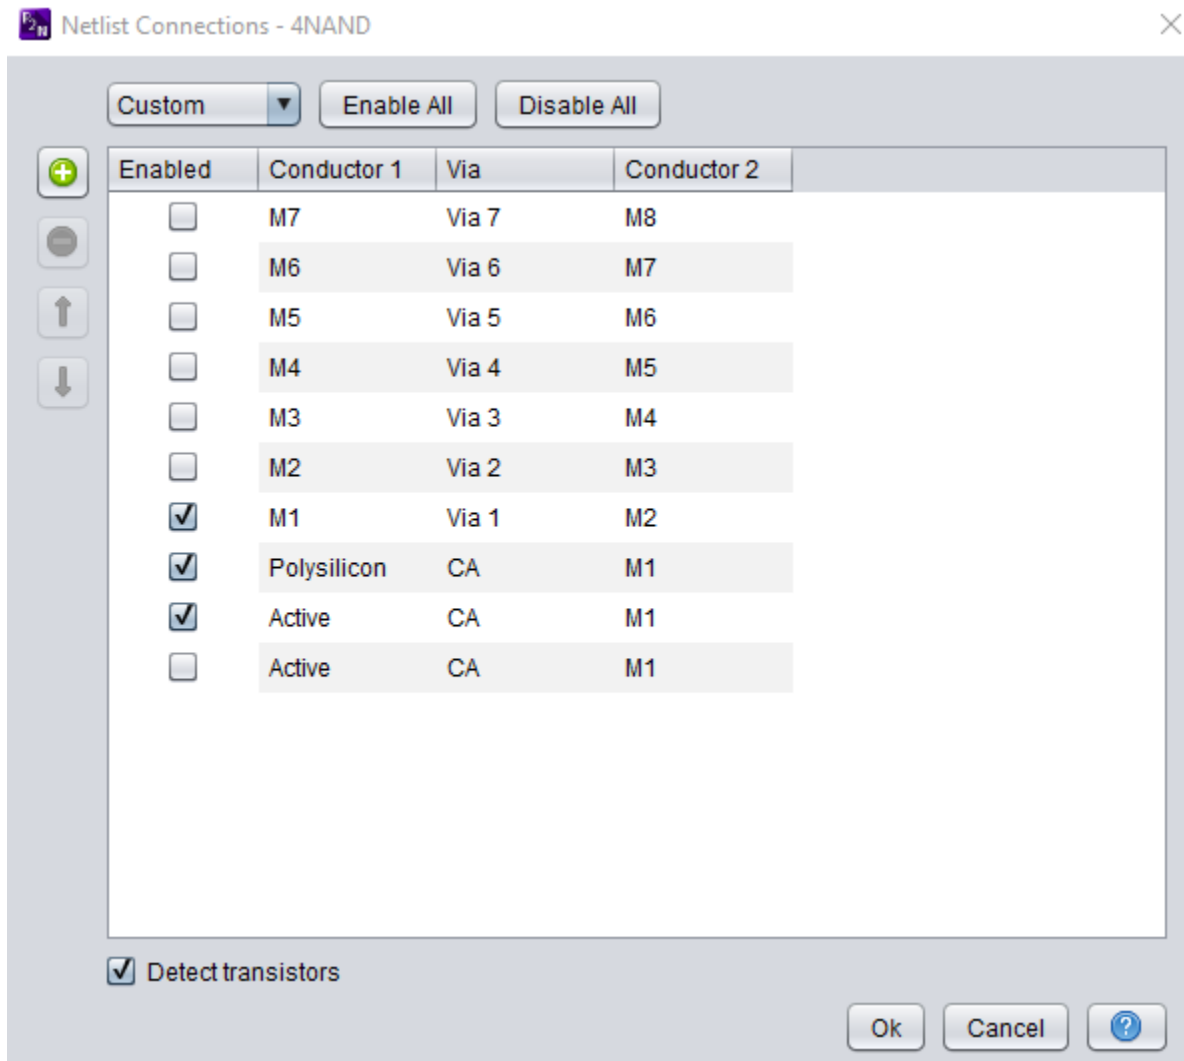 P2N Netlist Connections - 4NAND
Custom Enable All Disable All
Enabled Conductor 1 Via Conductor 2
M7 Via 7 M8
M6 Via 6 M7
M5 Via 5 M6
M4 Via 4 M5
M3 Via 3 M4
M2 Via 2 M3
M1 Via 1 M2
Polysilicon CA M1
Active CA M1
Active CA M1
Detect transistors
Ok Cancel ?